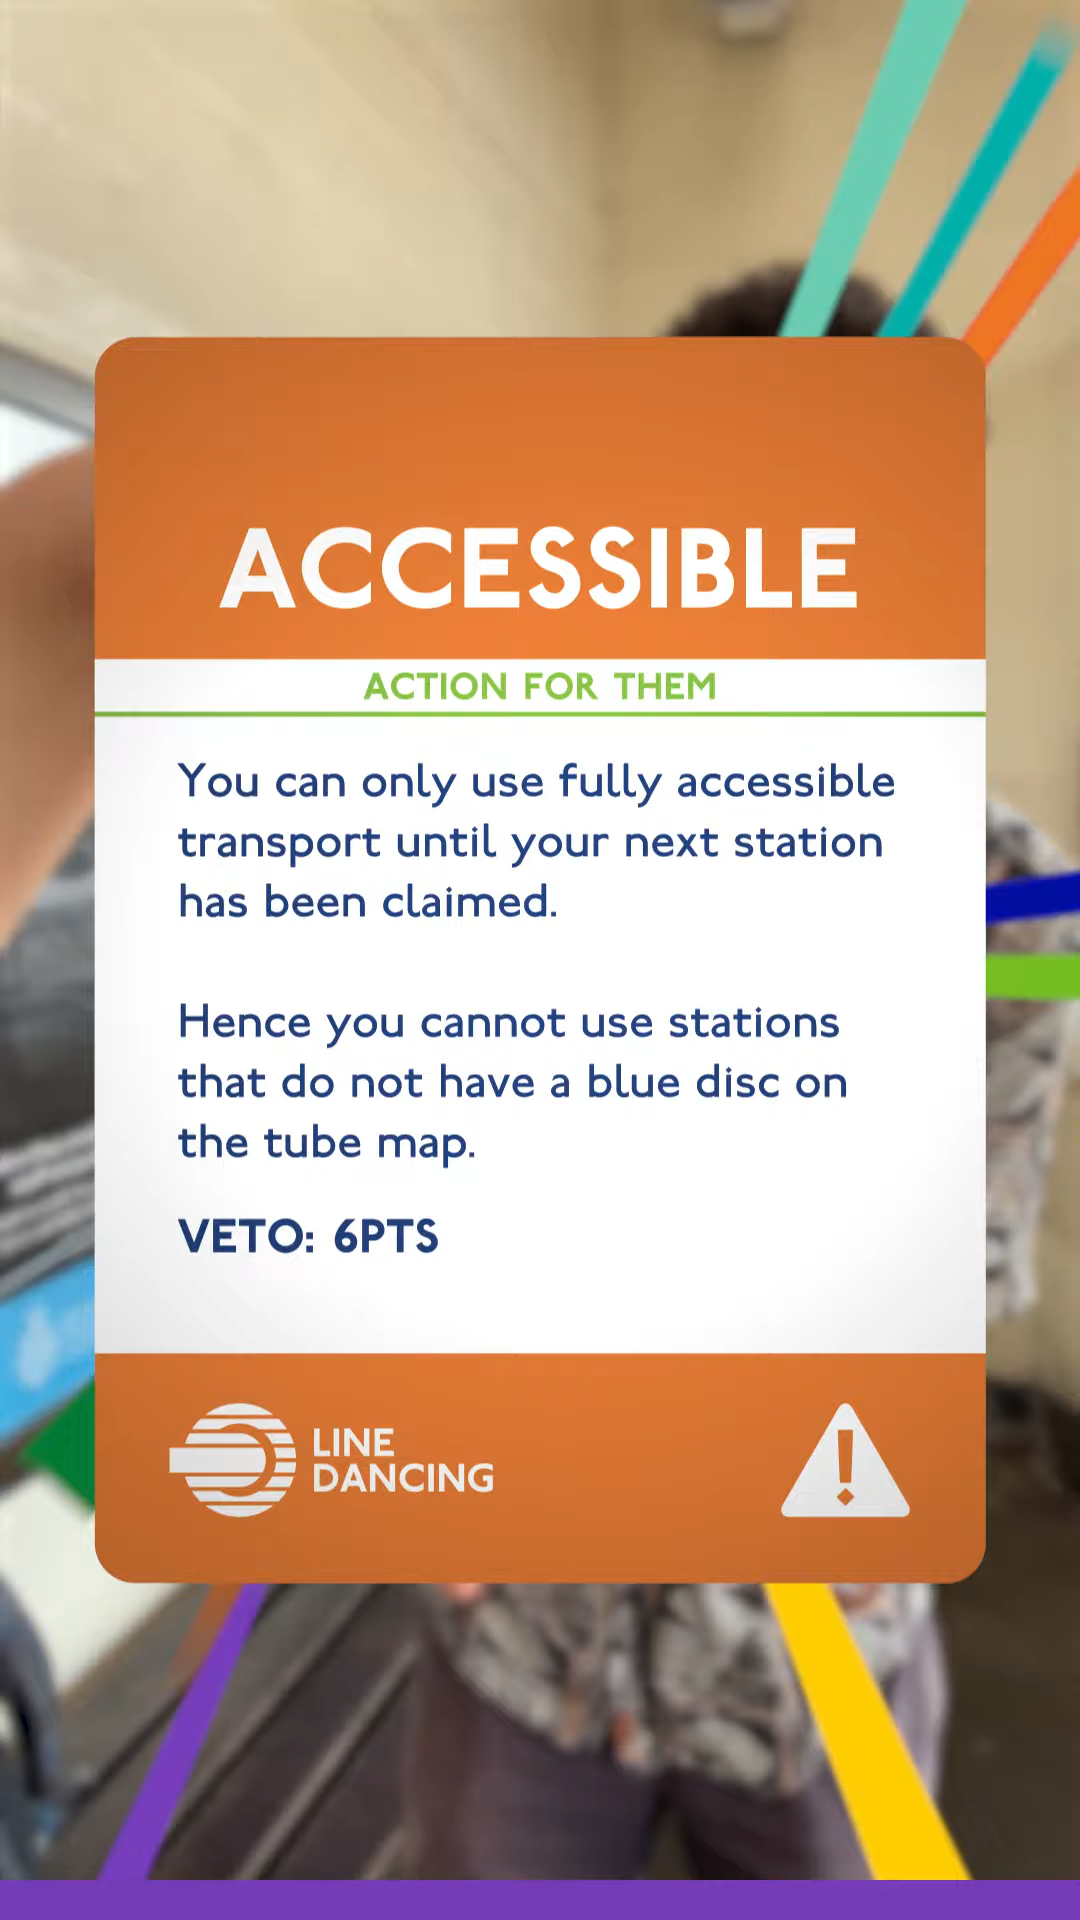 ACCESSIBLE
ACTION FOR THEM
You can only use fully accessible
transport until your next station
has been claimed.
Hence you cannot use stations
that do not have a blue disc on
the tube map.
VETO: 6PTS
LINE
DANCING